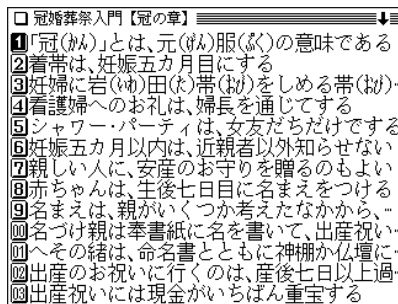 冠婚葬祭入門【冠の章】
1「冠(かん)」とは、元(げん)服(ぷく)の意味である
2着帯は、妊娠五カ月目にする
3妊婦に岩(いわ)田(た)帯(おび)をしめる帯(おび)…
4看護婦へのお礼は、婦長を通じてする
5シャワー・パーティは、女友だちだけでする
6妊娠五カ月以内は、近親者以外知らせない
7親しい人に、安産のお守りを贈るのもよい
8赤ちゃんは、生後七日目に名まえをつける
9名まえは、親がいくつか考えたなかから、…
00名づけ親は奉書紙に名を書いて、出産祝い…
01へその緒は、命名書とともに神棚か仏壇に…
02出産のお祝いに行くのは、産後七日以上過…
03出産祝いには現金がいちばん重宝する